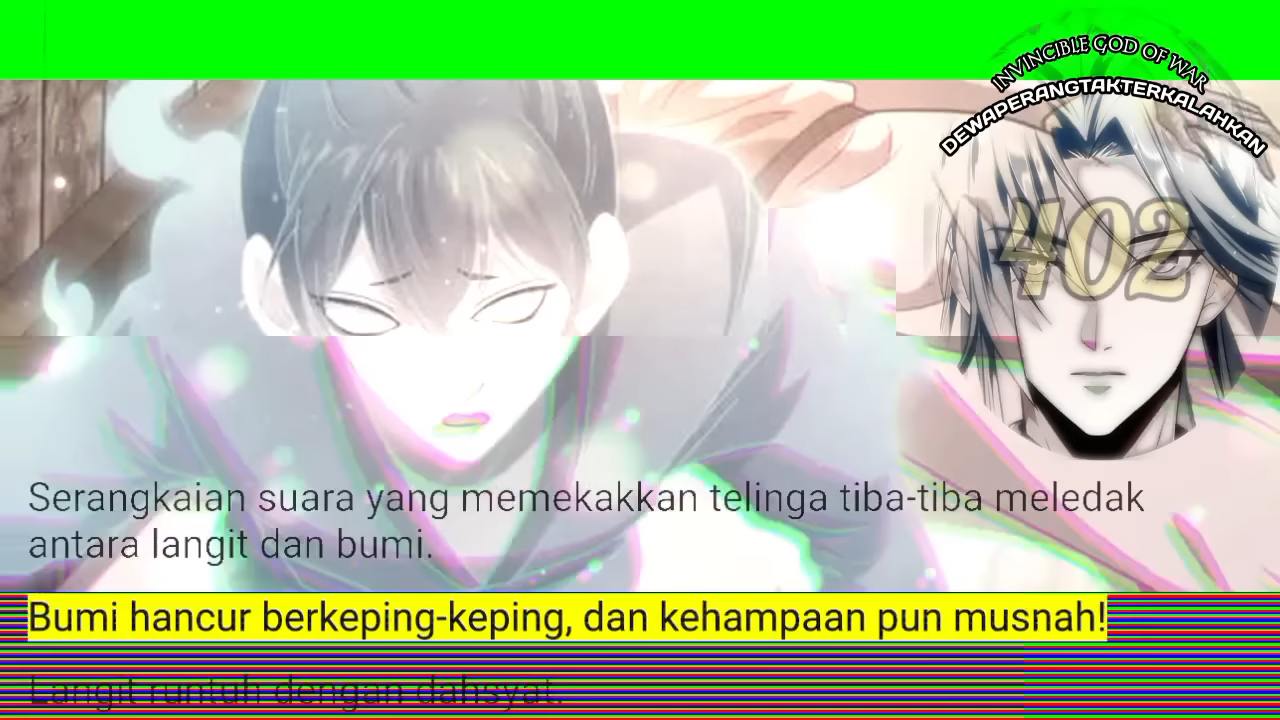 INVINCIBLE GOD OF WAR
DEWAPERANGTAKTERKALAHKAN
402
Serangkaian suara yang memekakkan telinga tiba-tiba meledak
antara langit dan bumi.
Bumi hancur berkeping-keping, dan kehampaan pun musnah!
Langit runtuh dengan dahsyat.